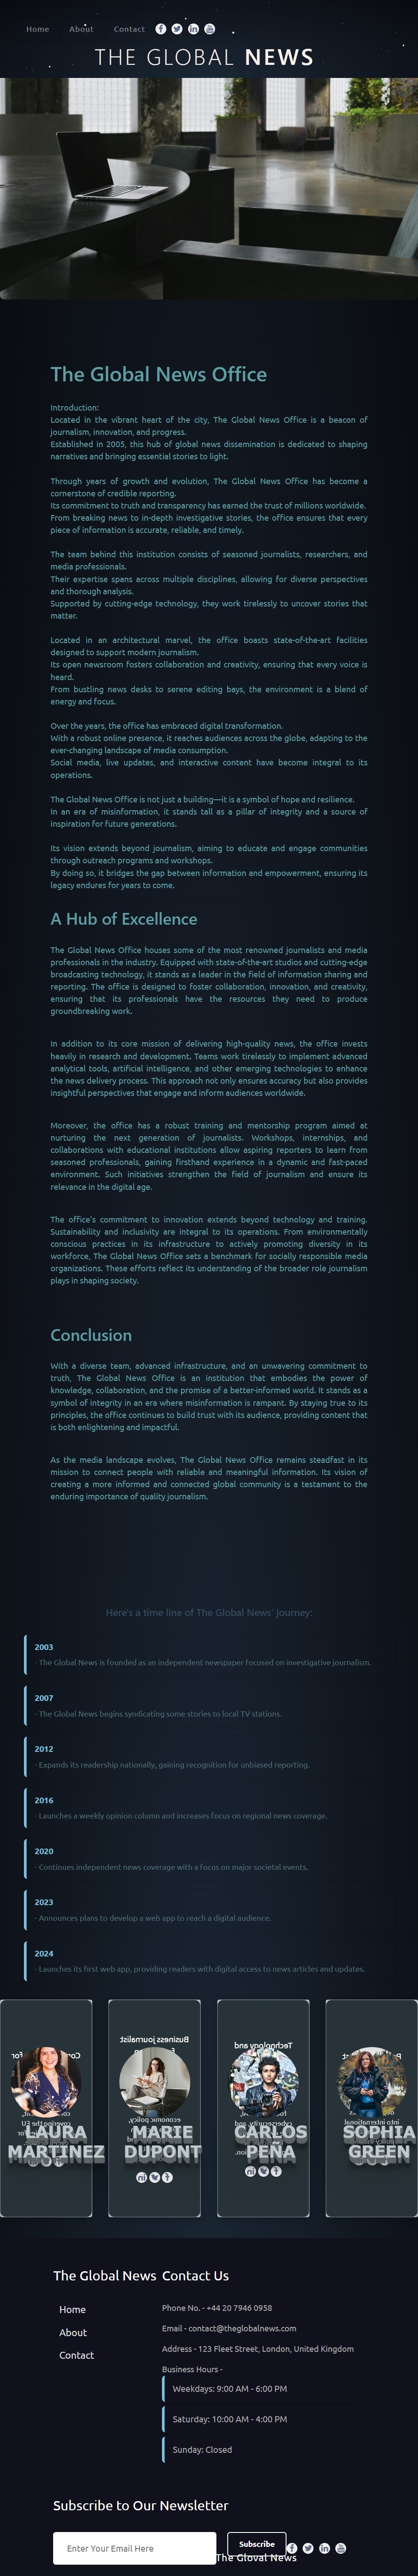 Home About Contact
THE GLOBAL NEWS
The Global News Office
Introduction:
Located in the vibrant heart of the city, The Global News Office is a beacon of
journalism, innovation, and progress.
Established in 2005, this hub of global news dissemination is dedicated to shaping
narratives and bringing essential stories to light.
Through years of growth and evolution, The Global News Office has become a
cornerstone of credible reporting.
Its commitment to truth and transparency has earned the trust of millions worldwide.
From breaking news to in-depth investigative stories, the office ensures that every
piece of information is accurate, reliable, and timely.
The team behind this institution consists of seasoned journalists, researchers, and
media professionals.
Their expertise spans across multiple disciplines, allowing for diverse perspectives
and thorough analysis.
Supported by cutting-edge technology, they work tirelessly to uncover stories that
matter.
Located in an architectural marvel, the office boasts state-of-the-art facilities
designed to support modern journalism.
Its open newsroom fosters collaboration and creativity, ensuring that every voice is
heard.
From bustling news desks to serene editing bays, the environment is a blend of
energy and focus.
Over the years, the office has embraced digital transformation.
With a robust online presence, it reaches audiences across the globe, adapting to the
ever-changing landscape of media consumption.
Social media, live updates, and interactive content have become integral to its
operations.
The Global News Office is not just a building—it is a symbol of hope and resilience.
In an era of misinformation, it stands tall as a pillar of integrity and a source of
inspiration for future generations.
Its vision extends beyond journalism, aiming to educate and engage communities
through outreach programs and workshops.
By doing so, it bridges the gap between information and empowerment, ensuring its
legacy endures for years to come.
A Hub of Excellence
The Global News Office houses some of the most renowned journalists and media
professionals in the industry. Equipped with state-of-the-art studios and cutting-edge
broadcasting technology, it stands as a leader in the field of information sharing and
reporting. The office is designed to foster collaboration, innovation, and creativity,
ensuring that its professionals have the resources they need to produce
groundbreaking work.
In addition to its core mission of delivering high-quality news, the office invests
heavily in research and development. Teams work tirelessly to implement advanced
analytical tools, artificial intelligence, and other emerging technologies to enhance
the news delivery process. This approach not only ensures accuracy but also provides
insightful perspectives that engage and inform audiences worldwide.
Moreover, the office has a robust training and mentorship program aimed at
nurturing the next generation of journalists. Workshops, internships, and
collaborations with educational institutions allow aspiring reporters to learn from
seasoned professionals, gaining firsthand experience in a dynamic and fast-paced
environment. Such initiatives strengthen the field of journalism and ensure its
relevance in the digital age.
The office's commitment to innovation extends beyond technology and training.
Sustainability and inclusivity are integral to its operations. From environmentally
conscious practices in its infrastructure to actively promoting diversity in its
workforce, The Global News Office sets a benchmark for socially responsible media
organizations. These efforts reflect its understanding of the broader role journalism
plays in shaping society.
Conclusion
With a diverse team, advanced infrastructure, and an unwavering commitment to
truth, The Global News Office is an institution that embodies the power of
knowledge, collaboration, and the promise of a better-informed world. It stands as a
symbol of integrity in an era where misinformation is rampant. By staying true to its
principles, the office continues to build trust with its audience, providing content that
is both enlightening and impactful.
As the media landscape evolves, The Global News Office remains steadfast in its
mission to connect people with reliable and meaningful information. Its vision of
creating a more informed and connected global community is a testament to the
enduring importance of quality journalism.
Here's a time line of The Global News' journey:
2003
- The Global News is founded as an independent newspaper focused on investigative journalism.
2007
- The Global News begins syndicating some stories to local TV stations.
2012
- Expands its readership nationally, gaining recognition for unbiased reporting.
2016
- Launches a weekly opinion column and increases focus on regional news coverage.
2020
- Continues independent news coverage with a focus on major societal events.
2023
- Announces plans to develop a web app to reach a digital audience.
2024
- Launches its first web app, providing readers with digital access to news articles and updates.
Business journalist
Technology and
economic policy,
covering the EU
cybersecurity and
into international
LAURA MARTINEZ
MARIE DUPONT
CARLOS PEÑA
SOPHIA GREEN
The Global News
Home
About
Contact
Contact Us
Phone No. - +44 20 7946 0958
Email - contact@theglobalnews.com
Address - 123 Fleet Street, London, United Kingdom
Business Hours -
Weekdays: 9:00 AM - 6:00 PM
Saturday: 10:00 AM - 4:00 PM
Sunday: Closed
Subscribe to Our Newsletter
Enter Your Email Here
Subscribe
The Gloval News